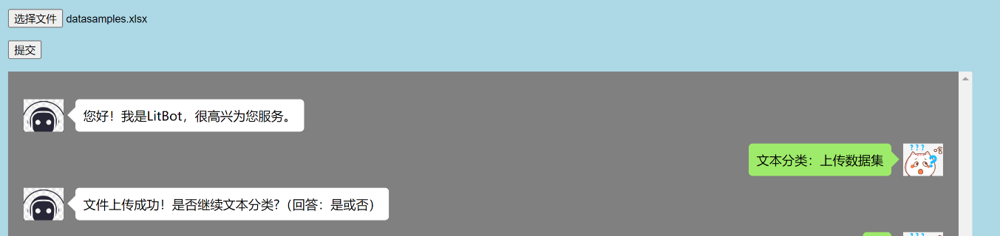 选择文件 datasamples.xlsx
提交
您好！我是LitBot，很高兴为您服务。
???
啥
文本分类：上传数据集
?
文件上传成功！是否继续文本分类？（回答：是或否）
???